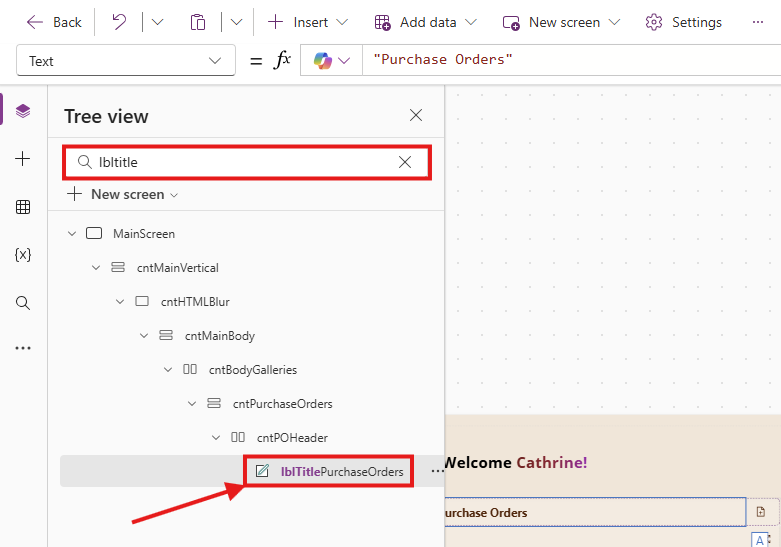 Back
Insert
Add data
New screen
Settings
Text
= fx
"Purchase Orders"
Tree view
lbltitle
New screen
MainScreen
cntMainVertical
cntHTMLBlur
cntMainBody
cntBodyGalleries
cntPurchaseOrders
cntPOHeader
lblTitlePurchaseOrders
{x}
Welcome Cathrine!
urchase Orders
A